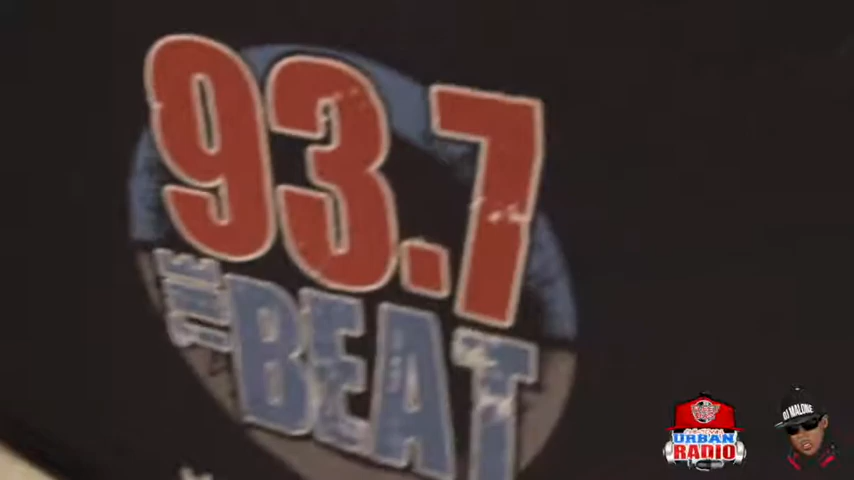 93.7
THE BEAT
DJ MALONE
URBAN
RADIO